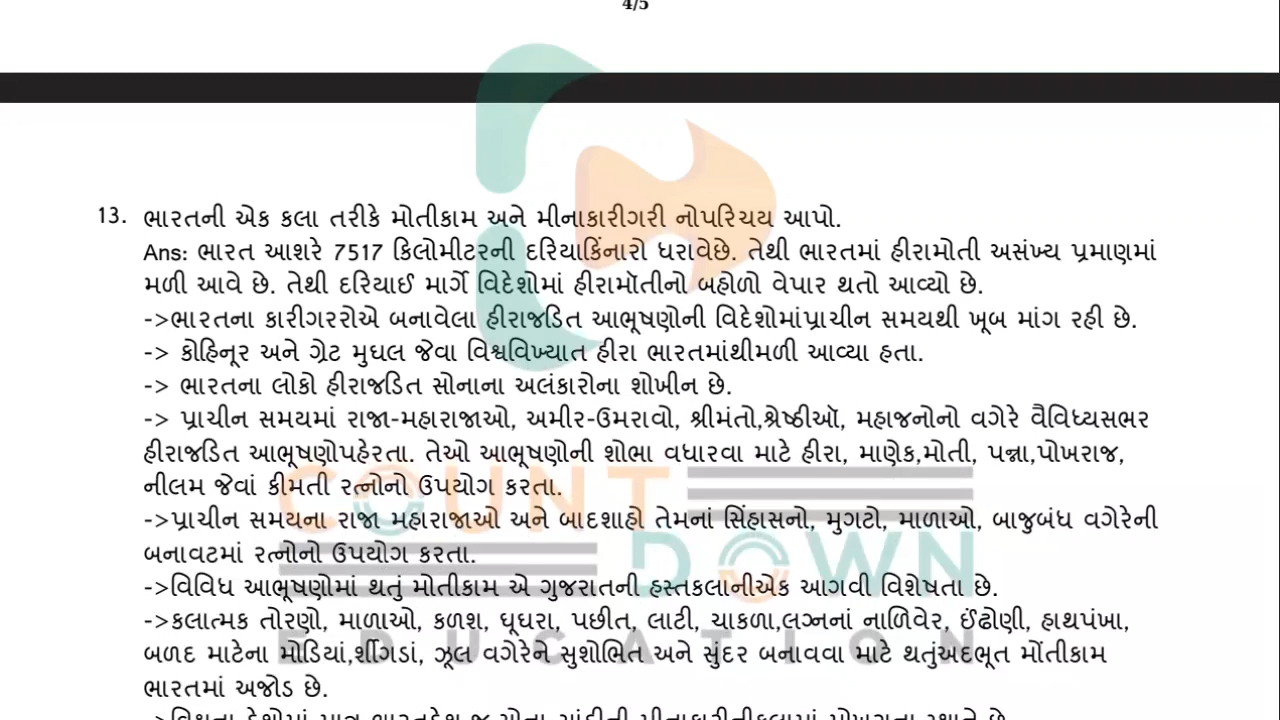 4/5
13. ભારતની એક કલા તરીકે મોતીકામ અને મીનાકારીગરી નોપરિચય આપો.
Ans: ભારત આશરે 7517 કિલોમીટરની દરિયાકિંનારો ધરાવેછે. તેથી ભારતમાં હીરામોતી અસંખ્ય પ્રમાણમાં
મળી આવે છે. તેથી દરિયાઈ માર્ગે વિદેશોમાં હીરામૉતીનો બહોળો વેપાર થતો આવ્યો છે.
->ભારતના કારીગરરોએ બનાવેલા હીરાજડિત આભૂષણોની વિદેશોમાંપ્રાચીન સમયથી ખૂબ માંગ રહી છે.
-> કોહિનૂર અને ગ્રેટ મુઘલ જેવા વિશ્વવિખ્યાત હીરા ભારતમાંથીમળી આવ્યા હતા.
-> ભારતના લોકો હીરાજડિત સોનાના અલંકારોના શોખીન છે.
-> પ્રાચીન સમયમાં રાજા-મહારાજાઓ, અમીર-ઉમરાવો, શ્રીમંતો,શ્રેષ્ઠીઑ, મહાજનોનો વગેરે વૈવિધ્યસભર
હીરાજડિત આભૂષણોપહેરતા. તેઓ આભૂષણોની શોભા વધારવા માટે હીરા, માણેક,મોતી, પન્ના,પોખરાજ,
નીલમ જેવાં કીમતી રત્નોનો ઉપયોગ કરતા.
->પ્રાચીન સમયના રાજા મહારાજાઓ અને બાદશાહો તેમનાં સિંહાસનો, મુગટો, માળાઓ, બાજુબંધ વગેરેની
બનાવટમાં રત્નોનો ઉપયોગ કરતા.
->વિવિધ આભૂષણોમાં થતું મોતીકામ એ ગુજરાતની હસ્તકલાનીએક આગવી વિશેષતા છે.
->કલાત્મક તોરણો, માળાઓ, કળશ, ઘૂઘરા, પછીત, લાટી, ચાકળા,લગ્નનાં નાળિવેર, ઈંઢોણી, હાથપંખા,
બળદ માટેના મોડિયાં,શીંગડાં, ઝૂલ વગેરેને સુશોભિત અને સુંદર બનાવવા માટે થતુંઅદભૂત મોંતીકામ
ભારતમાં અજોડ છે.
COUNT
DOWN
EDUCATION